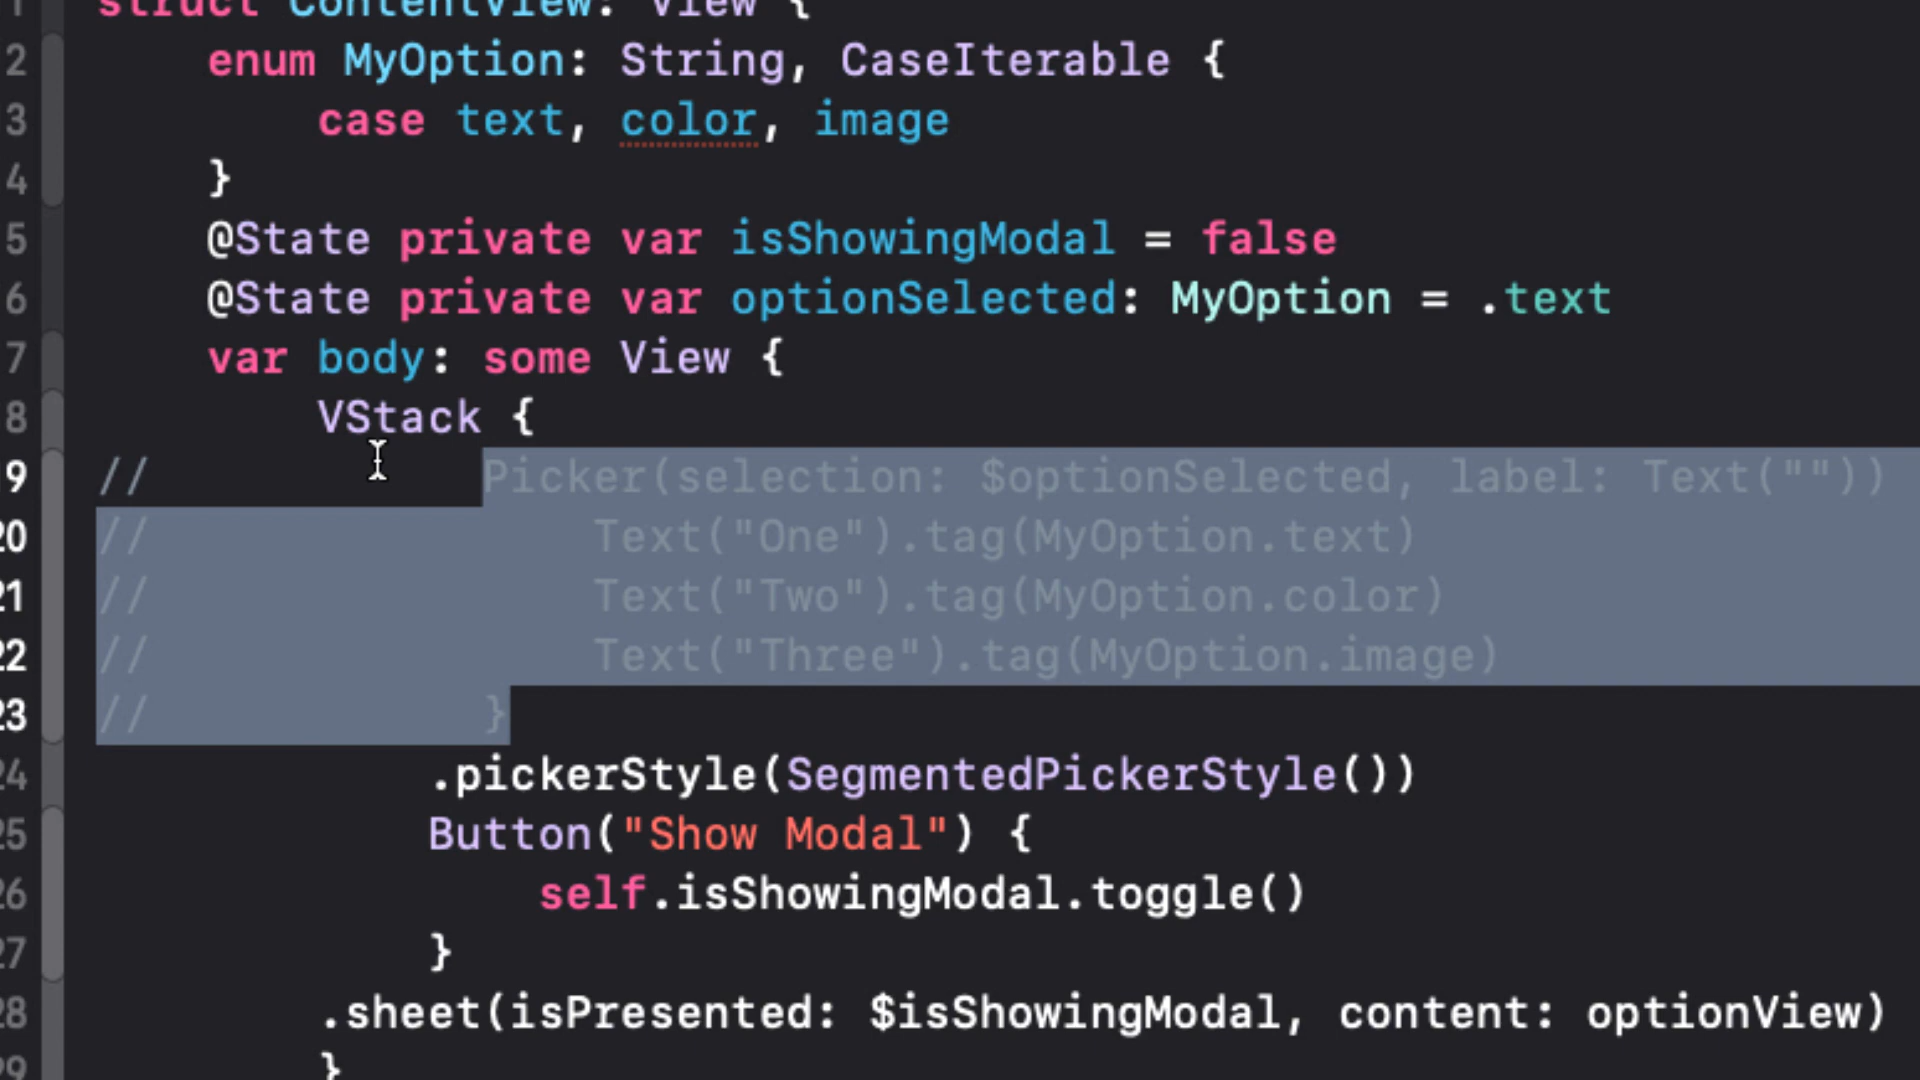 1 struct ContentView: View {
2     enum MyOption: String, CaseIterable {
3         case text, color, image
4     }
5     @State private var isShowingModal = false
6     @State private var optionSelected: MyOption = .text
7     var body: some View {
8         VStack {
9 //            Picker(selection: $optionSelected, label: Text(""))
20 //                Text("One").tag(MyOption.text)
21 //                Text("Two").tag(MyOption.color)
22 //                Text("Three").tag(MyOption.image)
23 //            }
24             .pickerStyle(SegmentedPickerStyle())
25             Button("Show Modal") {
26                 self.isShowingModal.toggle()
27             }
28         .sheet(isPresented: $isShowingModal, content: optionView)
29         }